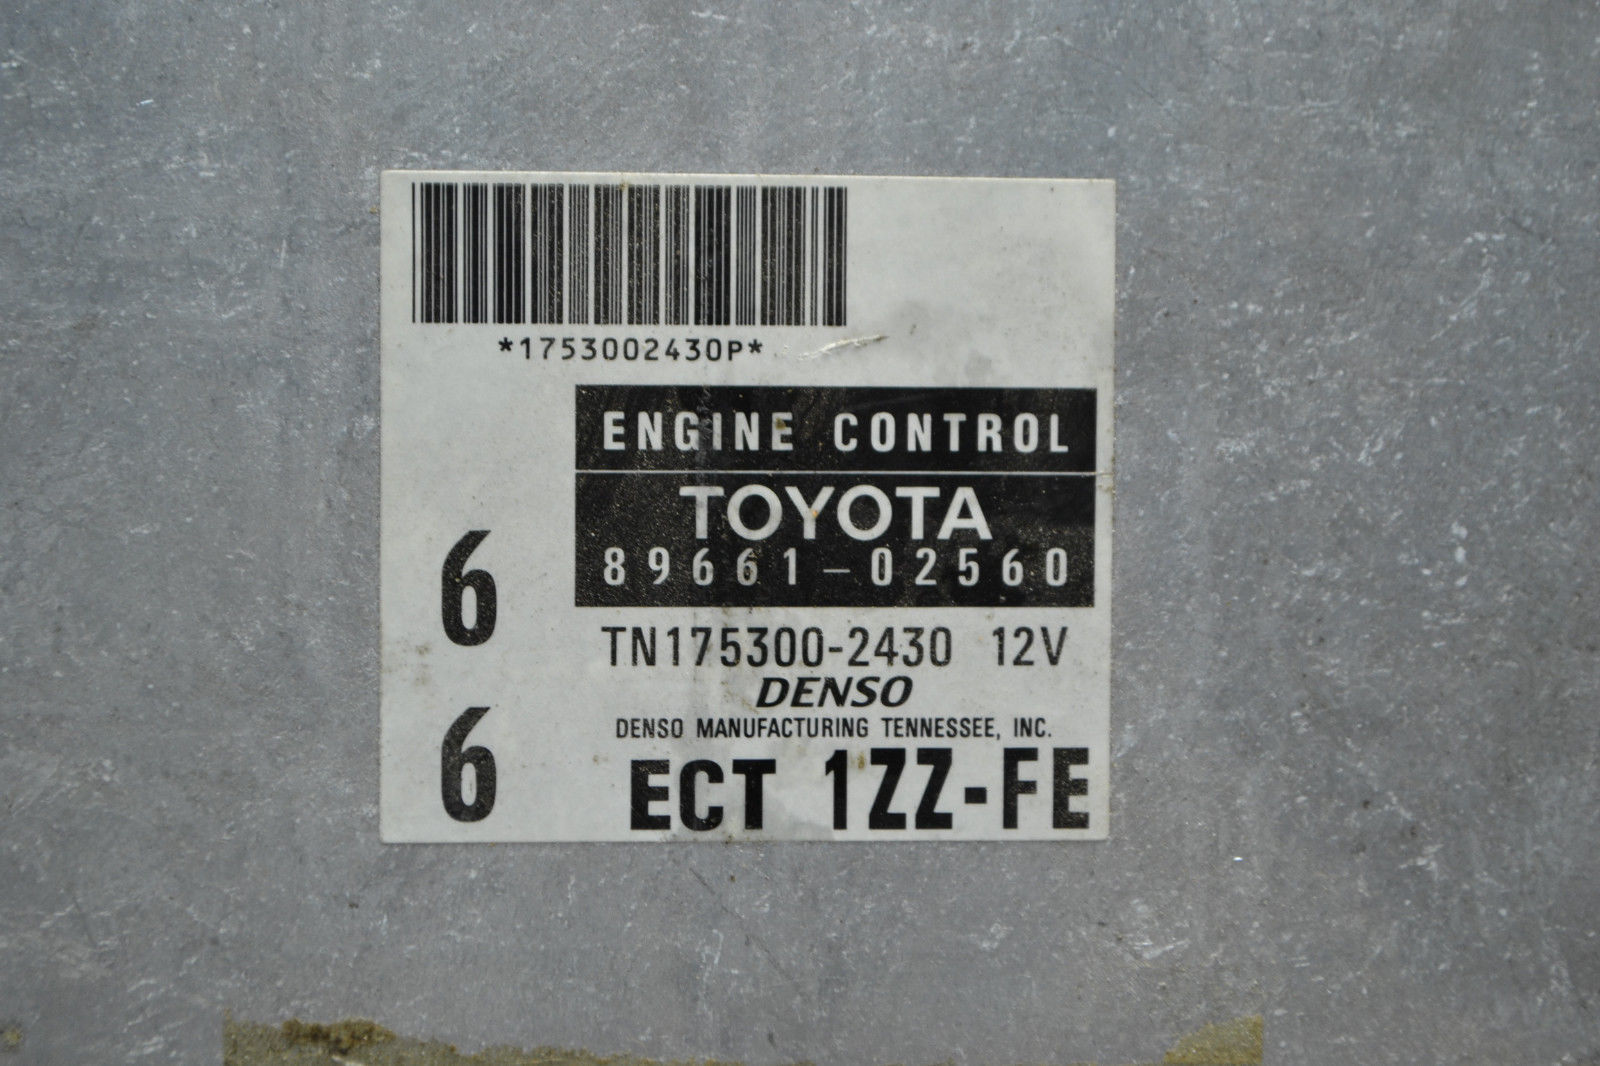 *1753002430P*
ENGINE CONTROL
TOYOTA
89661-02560
6
TN175300-2430 12V
DENSO
DENSO MANUFACTURING TENNESSEE, INC.
6
ECT 1ZZ-FE